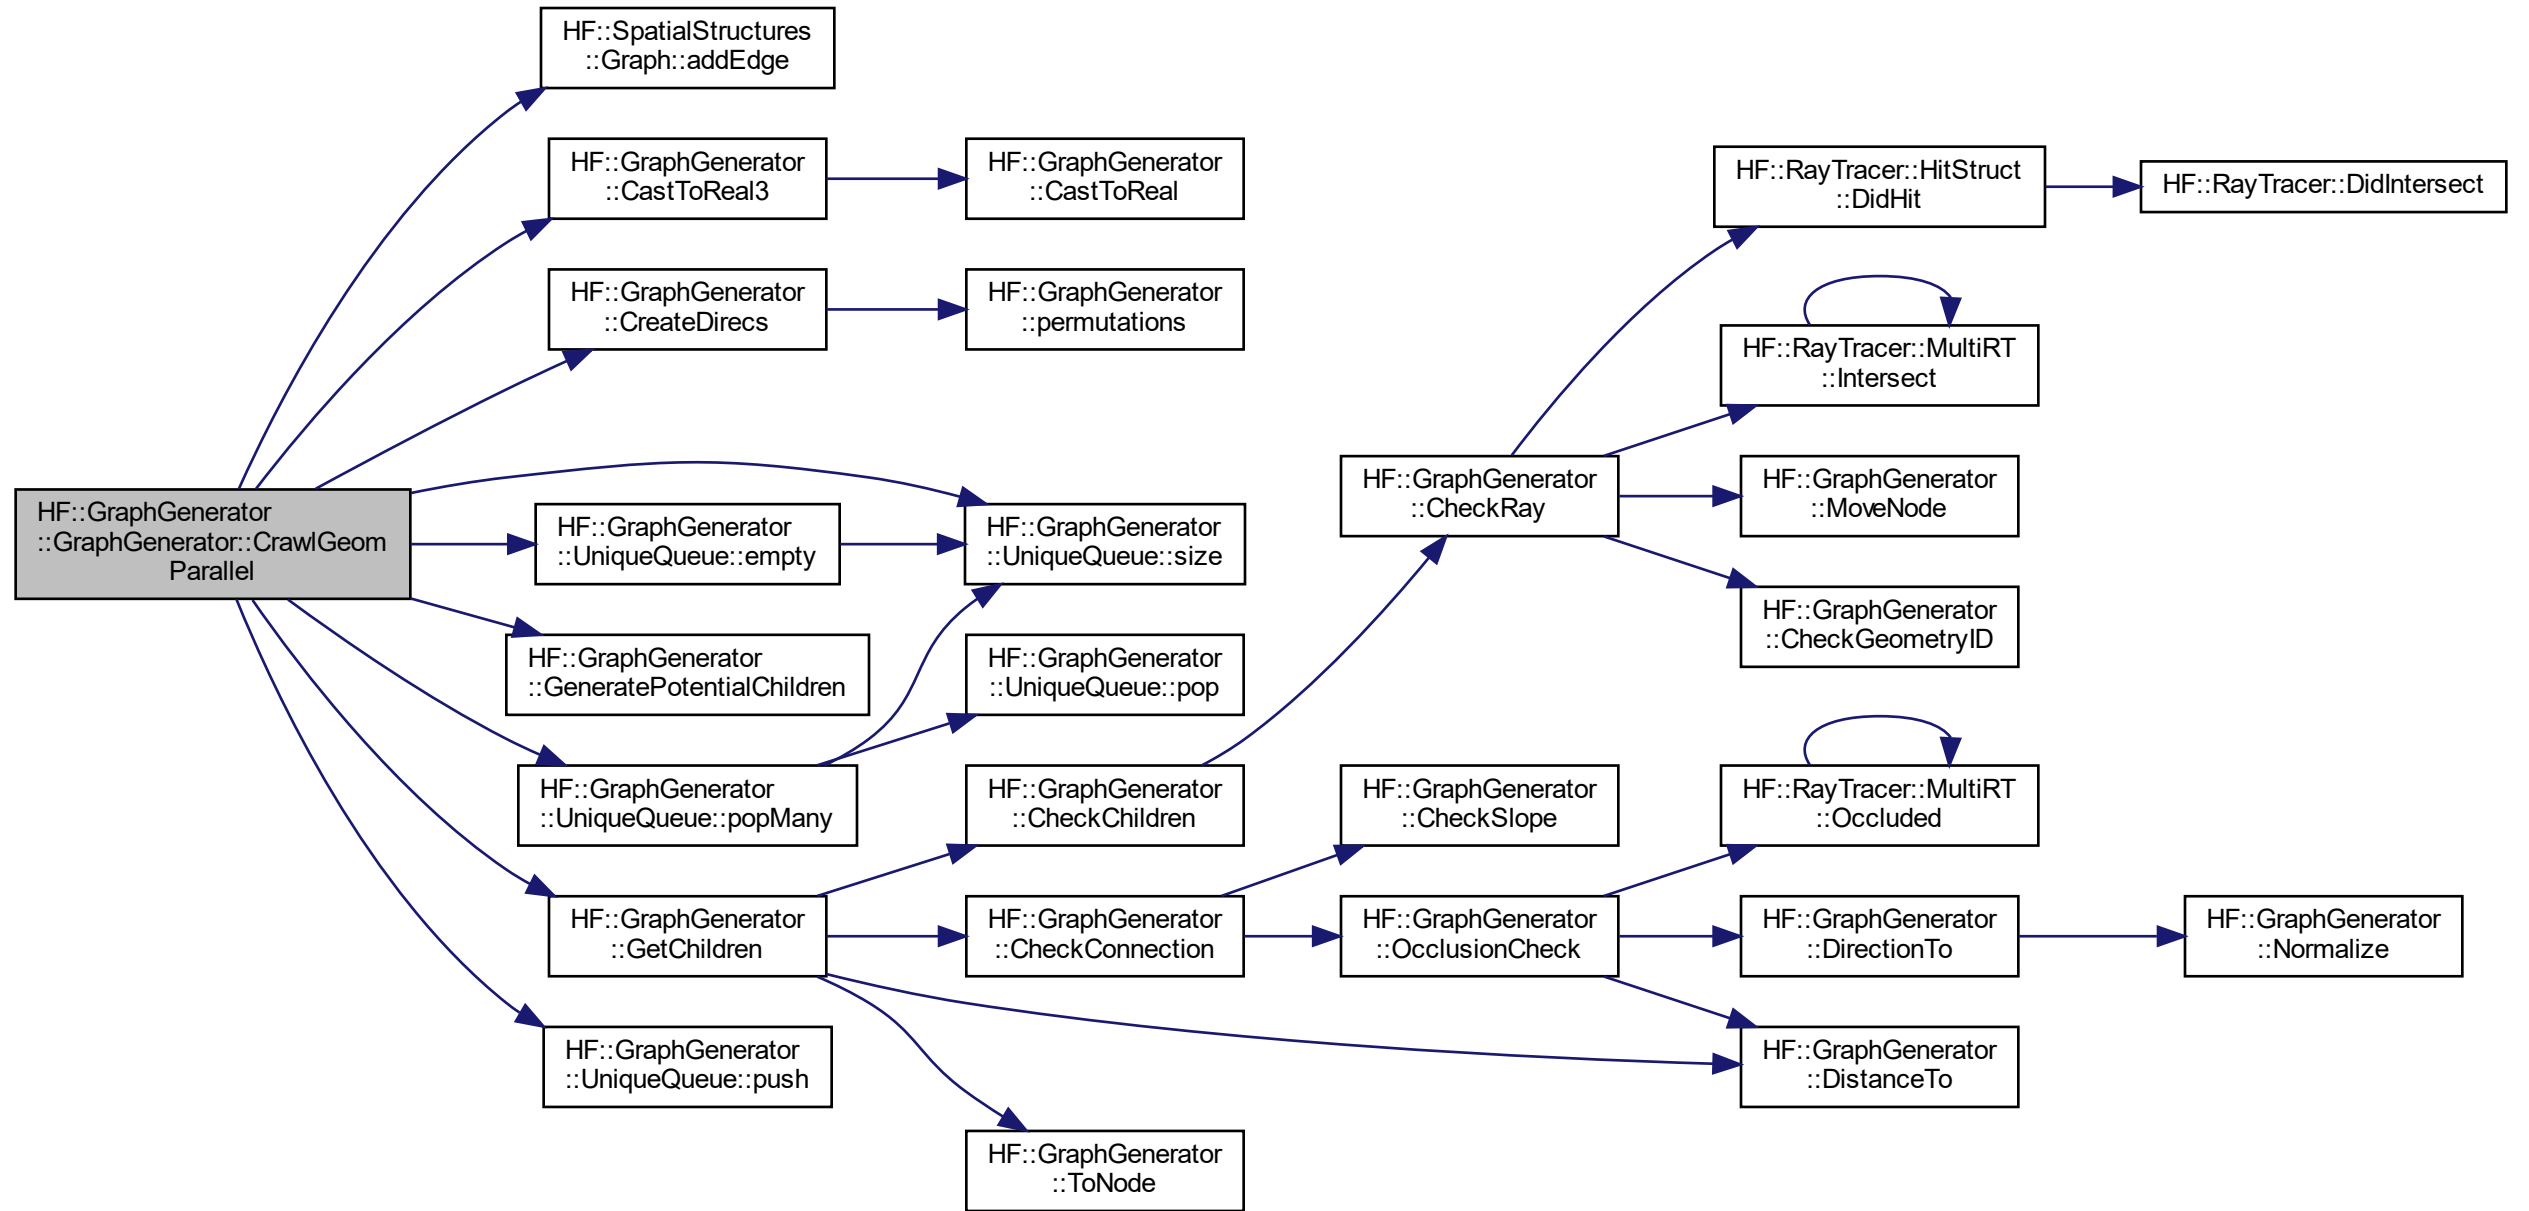 HF::SpatialStructures
::Graph::addEdge
HF::GraphGenerator
::CastToReal3
HF::GraphGenerator
::CastToReal
HF::GraphGenerator
::CreateDirecs
HF::GraphGenerator
::permutations
HF::GraphGenerator
::GraphGenerator::CrawlGeom
Parallel
HF::GraphGenerator
::UniqueQueue::empty
HF::GraphGenerator
::UniqueQueue::size
HF::GraphGenerator
::GeneratePotentialChildren
HF::GraphGenerator
::UniqueQueue::pop
HF::GraphGenerator
::UniqueQueue::popMany
HF::GraphGenerator
::CheckChildren
HF::GraphGenerator
::GetChildren
HF::GraphGenerator
::CheckConnection
HF::GraphGenerator
::UniqueQueue::push
HF::GraphGenerator
::ToNode
HF::GraphGenerator
::CheckRay
HF::GraphGenerator
::CheckSlope
HF::GraphGenerator
::OcclusionCheck
HF::RayTracer::HitStruct
::DidHit
HF::RayTracer::DidIntersect
HF::RayTracer::MultiRT
::Intersect
HF::GraphGenerator
::MoveNode
HF::GraphGenerator
::CheckGeometryID
HF::RayTracer::MultiRT
::Occluded
HF::GraphGenerator
::DirectionTo
HF::GraphGenerator
::Normalize
HF::GraphGenerator
::DistanceTo